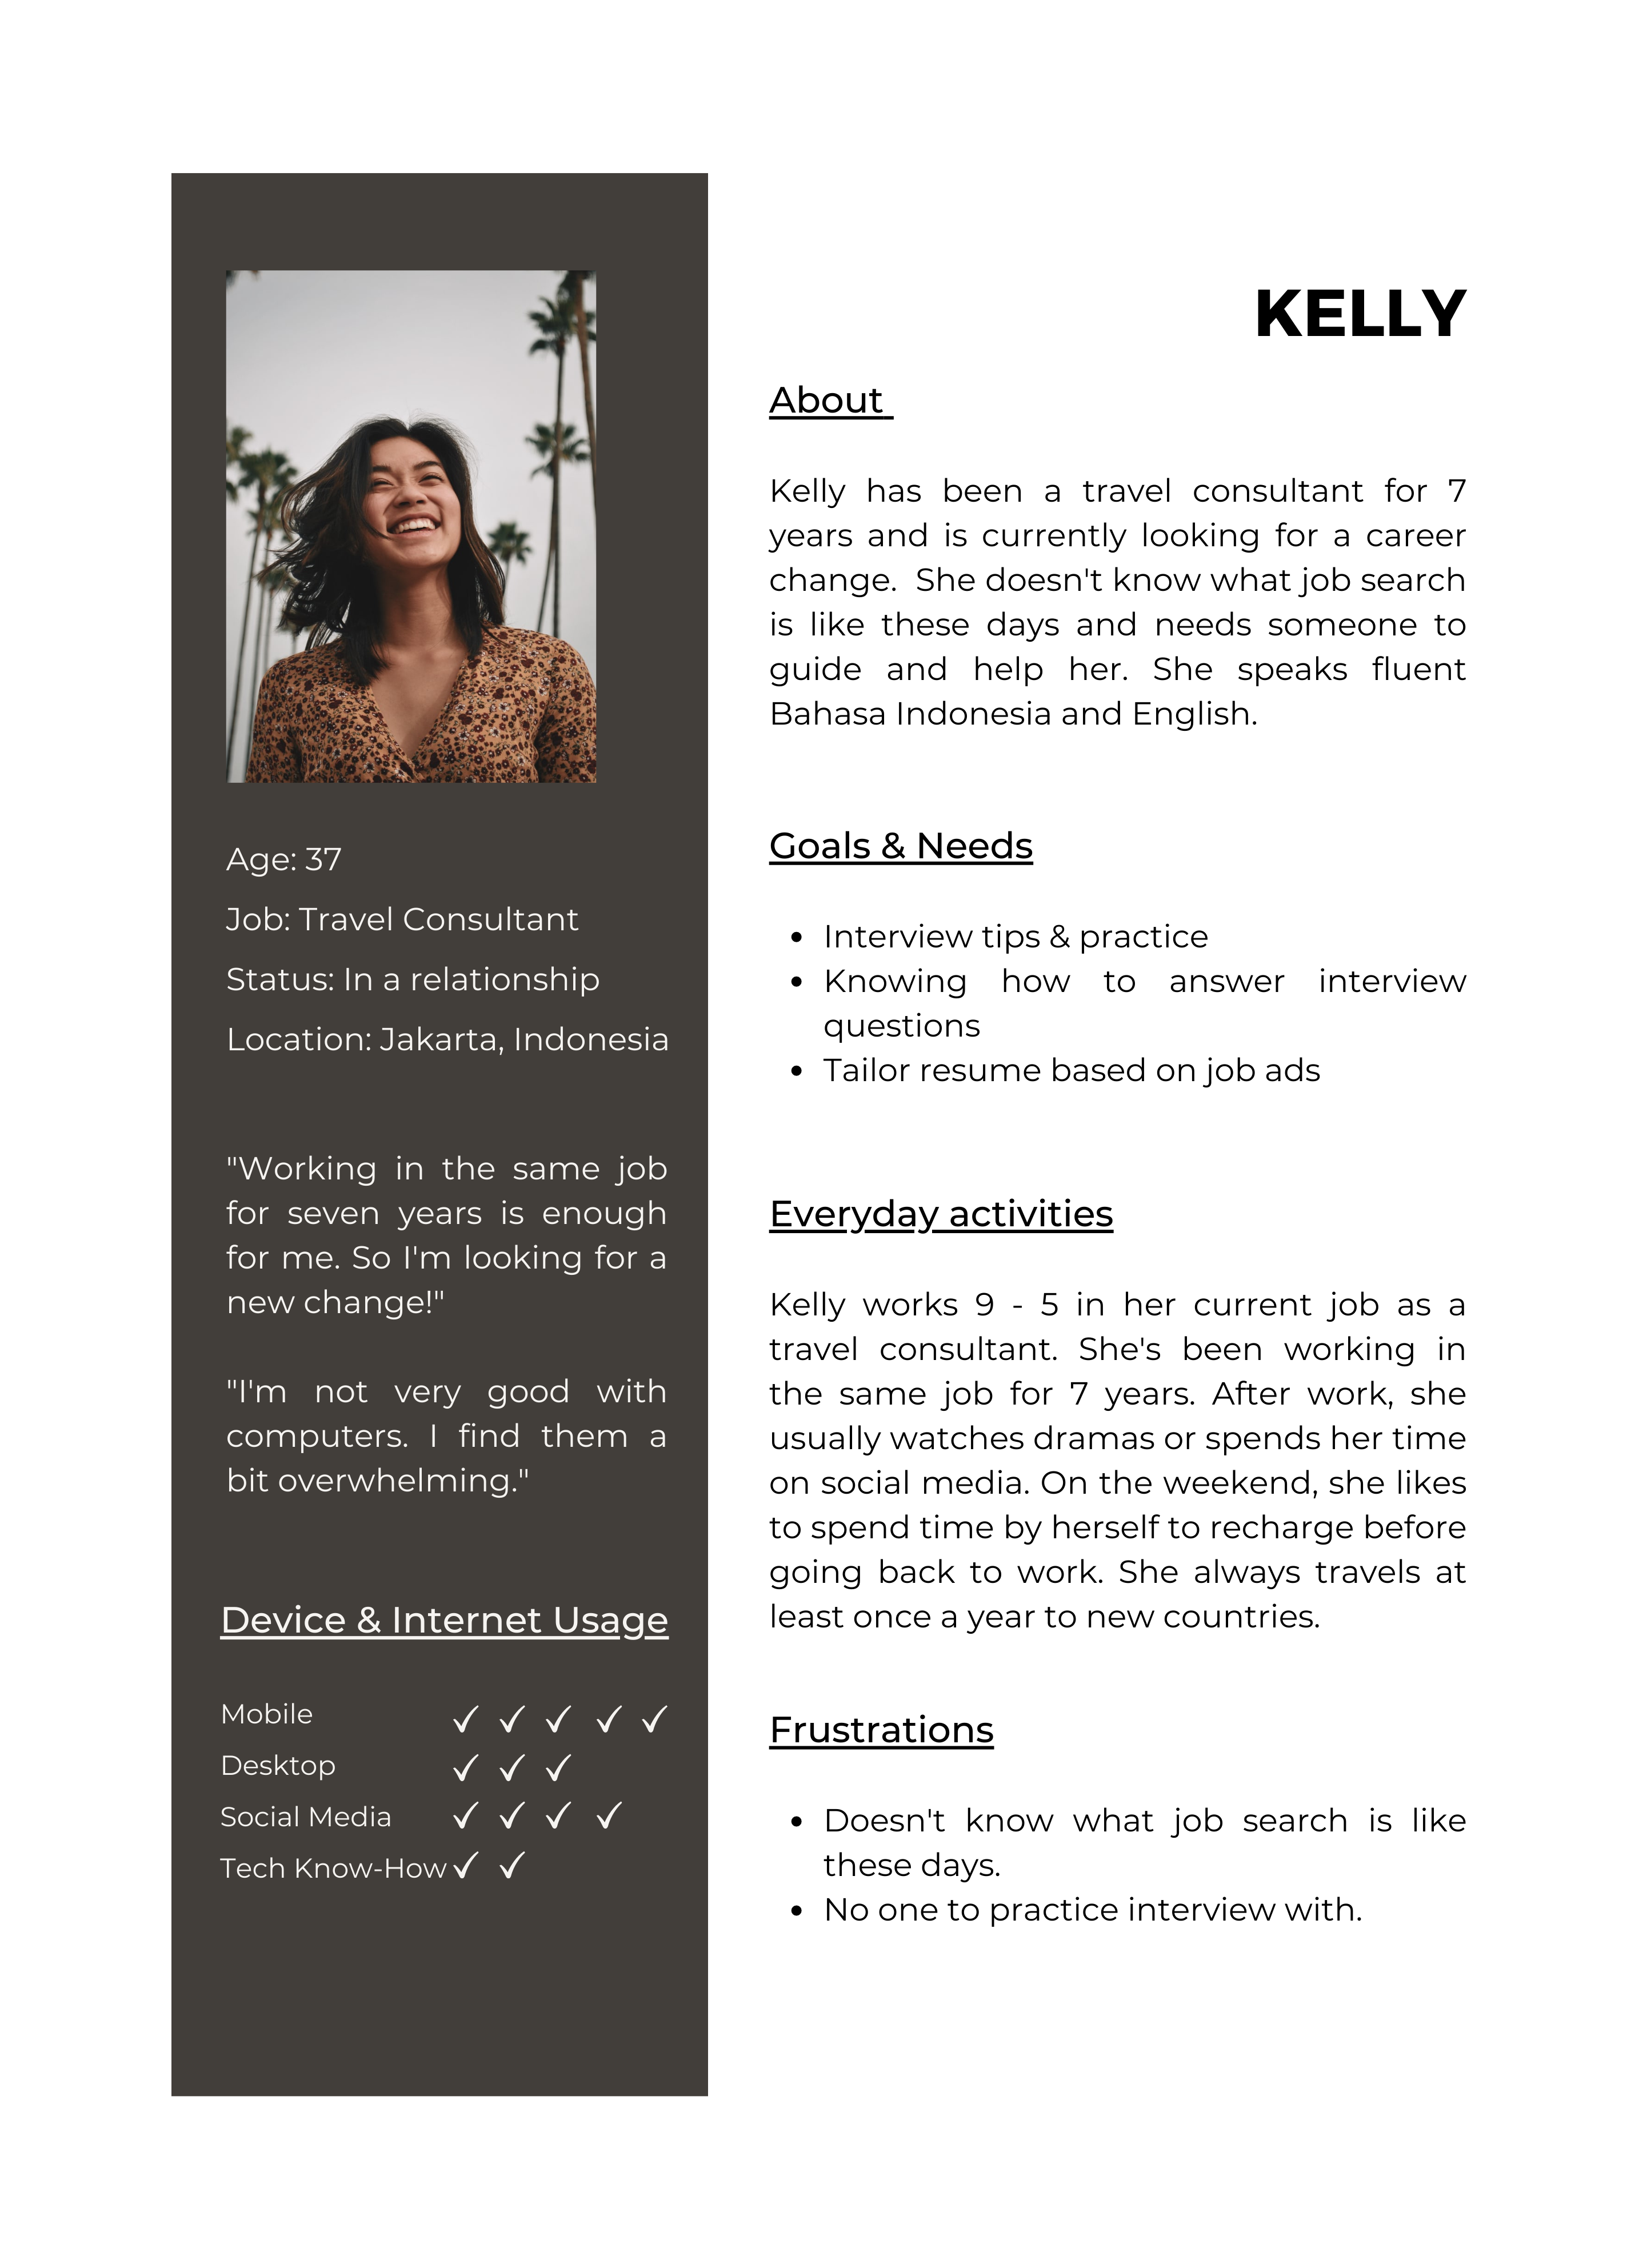 KELLY
Age: 37
Job: Travel Consultant
Status: In a relationship
Location: Jakarta, Indonesia
"Working in the same job
for seven years is enough
for me. So I'm looking for a
new change!"
"I'm not very good with
computers. I find them a
bit overwhelming."
Device & Internet Usage
Mobile ✓ ✓ ✓ ✓ ✓
Desktop ✓ ✓ ✓
Social Media ✓ ✓ ✓ ✓
Tech Know-How ✓ ✓
About
Kelly has been a travel consultant for 7
years and is currently looking for a career
change. She doesn't know what job search
is like these days and needs someone to
guide and help her. She speaks fluent
Bahasa Indonesia and English.
Goals & Needs
• Interview tips & practice
• Knowing how to answer interview
questions
• Tailor resume based on job ads
Everyday activities
Kelly works 9 - 5 in her current job as a
travel consultant. She's been working in
the same job for 7 years. After work, she
usually watches dramas or spends her time
on social media. On the weekend, she likes
to spend time by herself to recharge before
going back to work. She always travels at
least once a year to new countries.
Frustrations
• Doesn't know what job search is like
these days.
• No one to practice interview with.